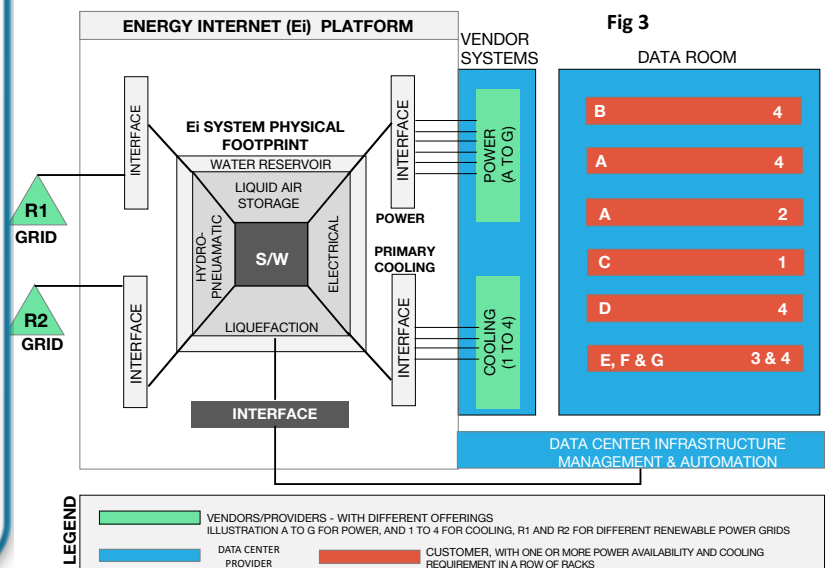 Fig 3
ENERGY INTERNET (Ei) PLATFORM
VENDOR
SYSTEMS
DATA ROOM
INTERFACE
INTERFACE
Ei SYSTEM PHYSICAL
FOOTPRINT
WATER RESERVOIR
LIQUID AIR
STORAGE
HYDRO-
PNEUAMATIC
S/W
ELECTRICAL
LIQUEFACTION
POWER
POWER
(A TO G)
B 4
A 4
A 2
C 1
D 4
E, F & G 3 & 4
R1
GRID
R2
GRID
INTERFACE
PRIMARY
COOLING
INTERFACE
COOLING
(1 TO 4)
INTERFACE
DATA CENTER INFRASTRUCTURE
MANAGEMENT & AUTOMATION
LEGEND
VENDORS/PROVIDERS - WITH DIFFERENT OFFERINGS
ILLUSTRATION A TO G FOR POWER, AND 1 TO 4 FOR COOLING, R1 AND R2 FOR DIFFERENT RENEWABLE POWER GRIDS
DATA CENTER
PROVIDER
CUSTOMER, WITH ONE OR MORE POWER AVAILABILITY AND COOLING
REQUIREMENT IN A ROW OF RACKS